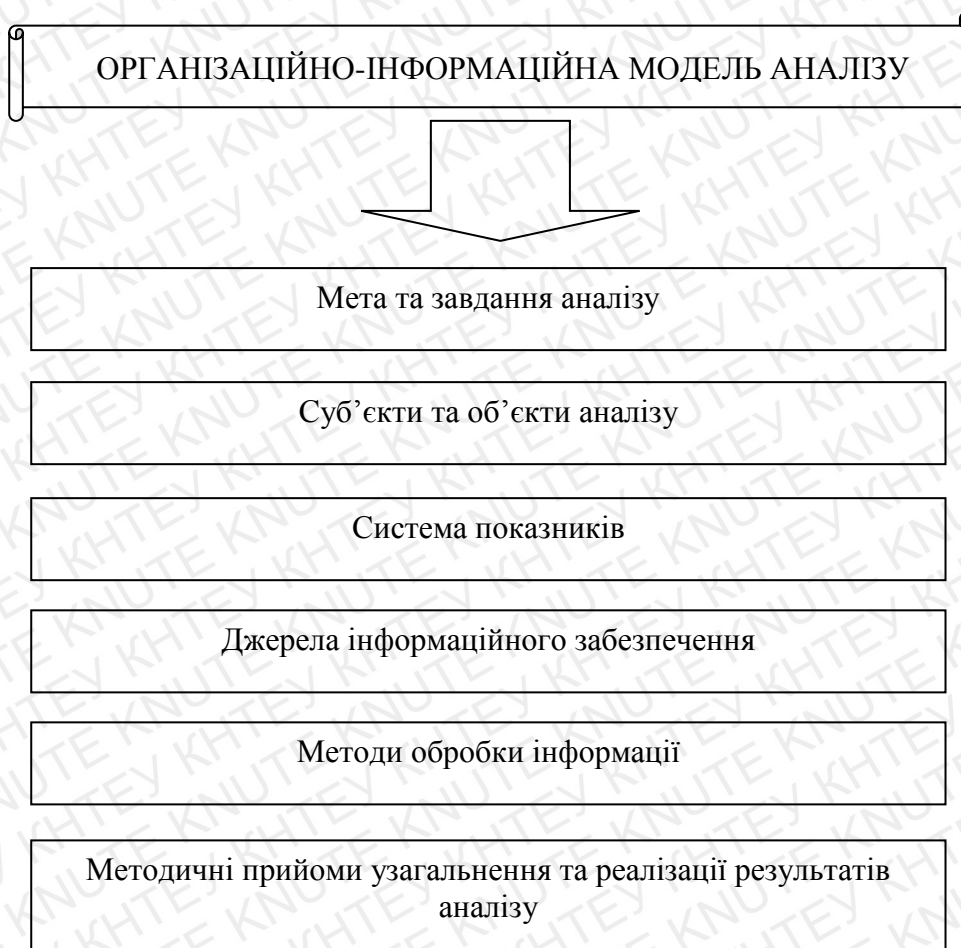 ОРГАНІЗАЦІЙНО-ІНФОРМАЦІЙНА МОДЕЛЬ АНАЛІЗУ
Мета та завдання аналізу
Суб’єкти та об’єкти аналізу
Система показників
Джерела інформаційного забезпечення
Методи обробки інформації
Методичні прийоми узагальнення та реалізації результатів
аналізу